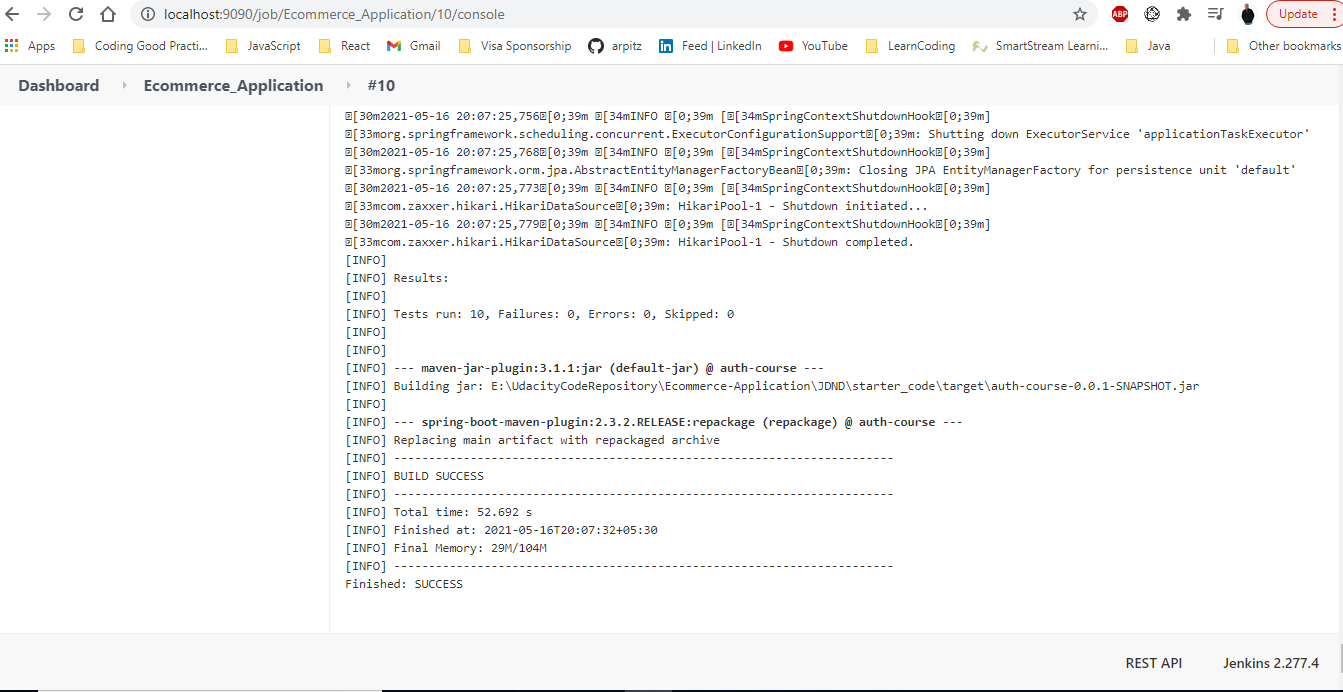 localhost:9090/job/Ecommerce_Application/10/console
ABP
Update
Apps
Coding Good Practi...
JavaScript
React
Gmail
Visa Sponsorship
arpitz
Feed | LinkedIn
YouTube
LearnCoding
SmartStream Learni...
Java
Other bookmarks
Dashboard
Ecommerce_Application
#10
[30m2021-05-16 20:07:25,756[0;39m [34mINFO [0;39m [[34mSpringContextShutdownHook[0;39m]
[33morg.springframework.scheduling.concurrent.ExecutorConfigurationSupport[0;39m: Shutting down ExecutorService 'applicationTaskExecutor'
[30m2021-05-16 20:07:25,768[0;39m [34mINFO [0;39m [[34mSpringContextShutdownHook[0;39m]
[33morg.springframework.orm.jpa.AbstractEntityManagerFactoryBean[0;39m: Closing JPA EntityManagerFactory for persistence unit 'default'
[30m2021-05-16 20:07:25,773[0;39m [34mINFO [0;39m [[34mSpringContextShutdownHook[0;39m]
[33mcom.zaxxer.hikari.HikariDataSource[0;39m: HikariPool-1 - Shutdown initiated...
[30m2021-05-16 20:07:25,779[0;39m [34mINFO [0;39m [[34mSpringContextShutdownHook[0;39m]
[33mcom.zaxxer.hikari.HikariDataSource[0;39m: HikariPool-1 - Shutdown completed.
[INFO]
[INFO] Results:
[INFO]
[INFO] Tests run: 10, Failures: 0, Errors: 0, Skipped: 0
[INFO]
[INFO]
[INFO] --- maven-jar-plugin:3.1.1:jar (default-jar) @ auth-course ---
[INFO] Building jar: E:\UdacityCodeRepository\Ecommerce-Application\JDND\starter_code\target\auth-course-0.0.1-SNAPSHOT.jar
[INFO]
[INFO] --- spring-boot-maven-plugin:2.3.2.RELEASE:repackage (repackage) @ auth-course ---
[INFO] Replacing main artifact with repackaged archive
[INFO] ------------------------------------------------------------------------
[INFO] BUILD SUCCESS
[INFO] ------------------------------------------------------------------------
[INFO] Total time: 52.692 s
[INFO] Finished at: 2021-05-16T20:07:32+05:30
[INFO] Final Memory: 29M/104M
[INFO] ------------------------------------------------------------------------
Finished: SUCCESS
REST API
Jenkins 2.277.4